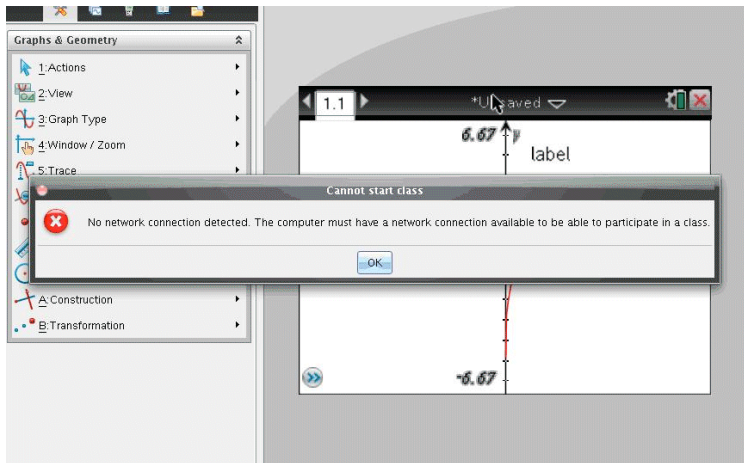 Graphs & Geometry
1:Actions
2:View
3:Graph Type
4:Window / Zoom
5:Trace
1.1
*Unsaved
6.67
y
label
Cannot start class
No network connection detected. The computer must have a network connection available to be able to participate in a class.
OK
A:Construction
B:Transformation
-6.67